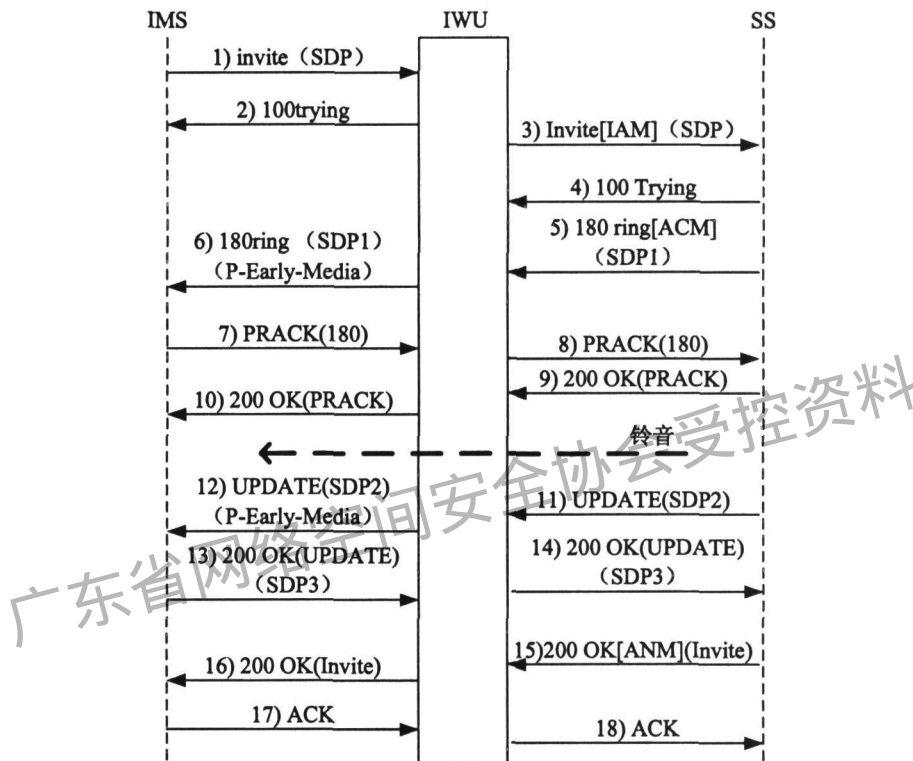 IMS
IWU
SS
1) invite（SDP）
2) 100trying
3) Invite[IAM]（SDP）
4) 100 Trying
5) 180 ring[ACM]
（SDP1）
6) 180ring （SDP1）
（P-Early-Media）
7) PRACK(180)
8) PRACK(180)
9) 200 OK(PRACK)
10) 200 OK(PRACK)
铃音
11) UPDATE(SDP2)
12) UPDATE(SDP2)
（P-Early-Media）
13) 200 OK(UPDATE)
（SDP3）
14) 200 OK(UPDATE)
（SDP3）
15)200 OK[ANM](Invite)
16) 200 OK(Invite)
17) ACK
18) ACK
广东省网络空间安全协会受控资料